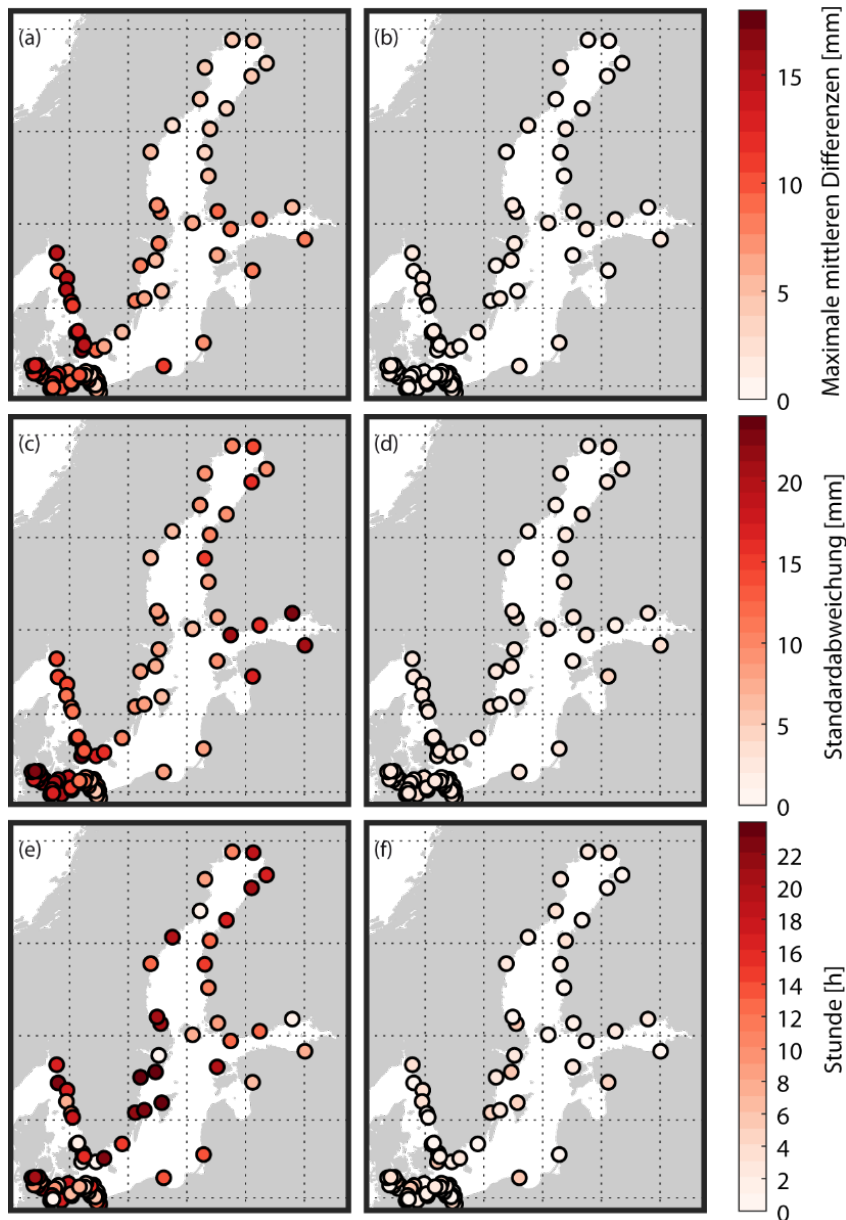 (a)
(b)
15
10
5
0
Maximale mittleren Differenzen [mm]
(c)
(d)
20
15
10
5
0
Standardabweichung [mm]
(e)
(f)
22
20
18
16
14
12
10
8
6
4
2
0
Stunde [h]